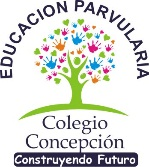 EDUCACION PARVULARIA
Colegio
Concepción
Construyendo Futuro